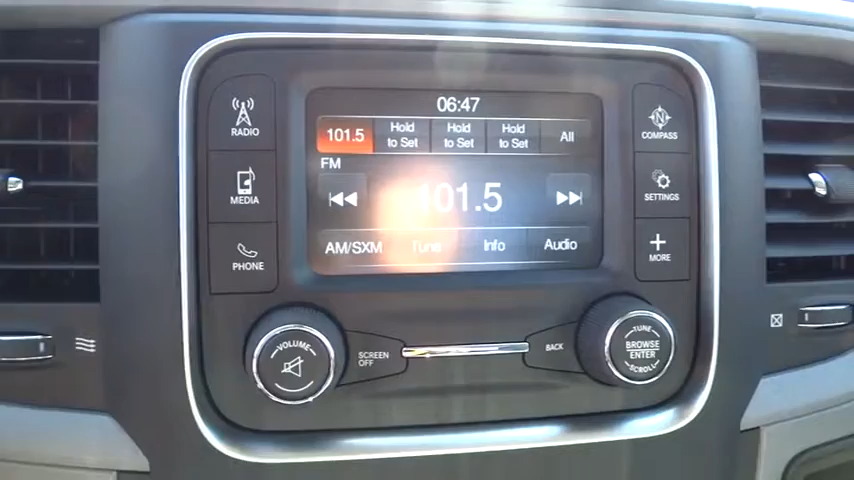 06:47
RADIO
MEDIA
PHONE
101.5
Hold to Set
Hold to Set
Hold to Set
All
FM
101.5
AM/SXM
Tune
Info
Audio
N
COMPASS
SETTINGS
MORE
VOLUME
SCREEN
OFF
BACK
TUNE
BROWSE
ENTER
SCROLL